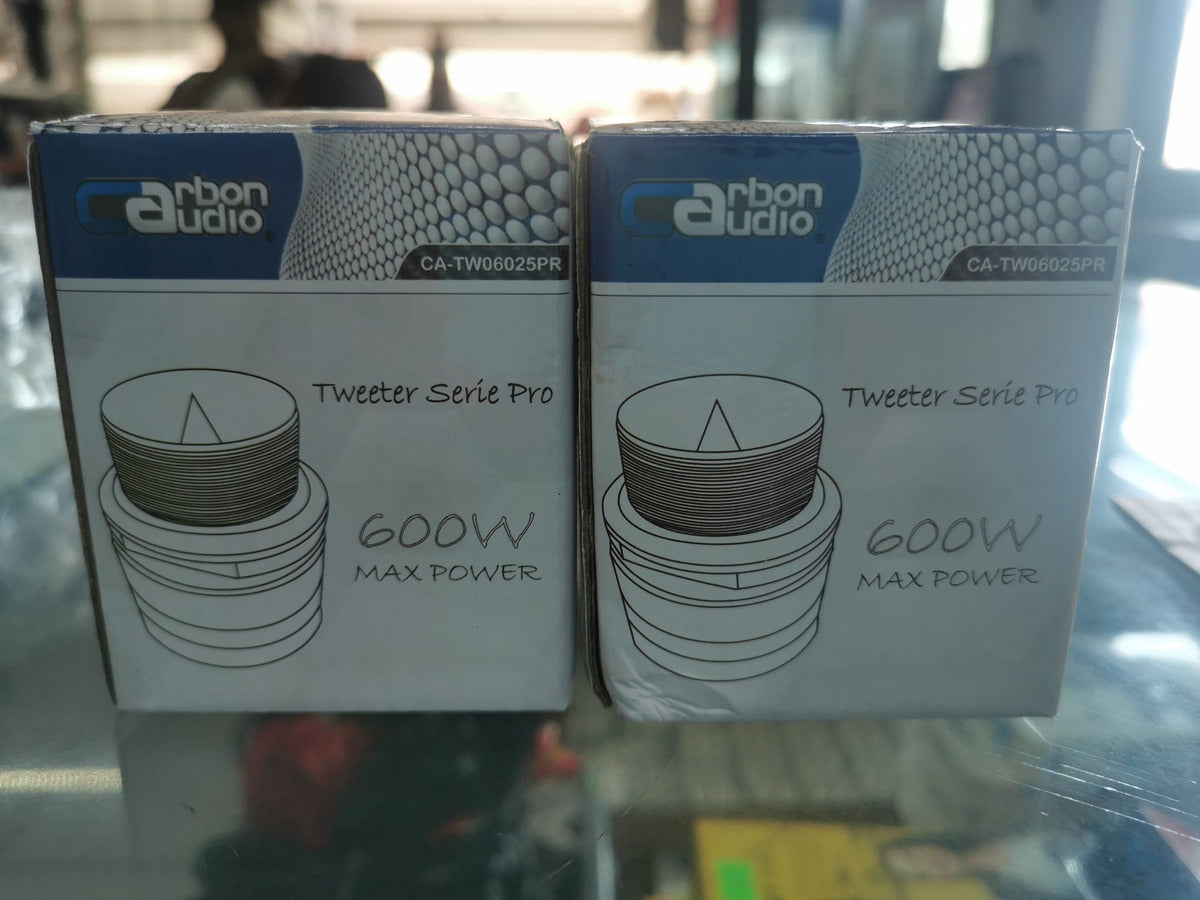 Carbon
audio
CA-TW06025PR
Tweeter Serie Pro
600W
MAX POWER
Carbon
audio
CA-TW06025PR
Tweeter Serie Pro
600W
MAX POWER